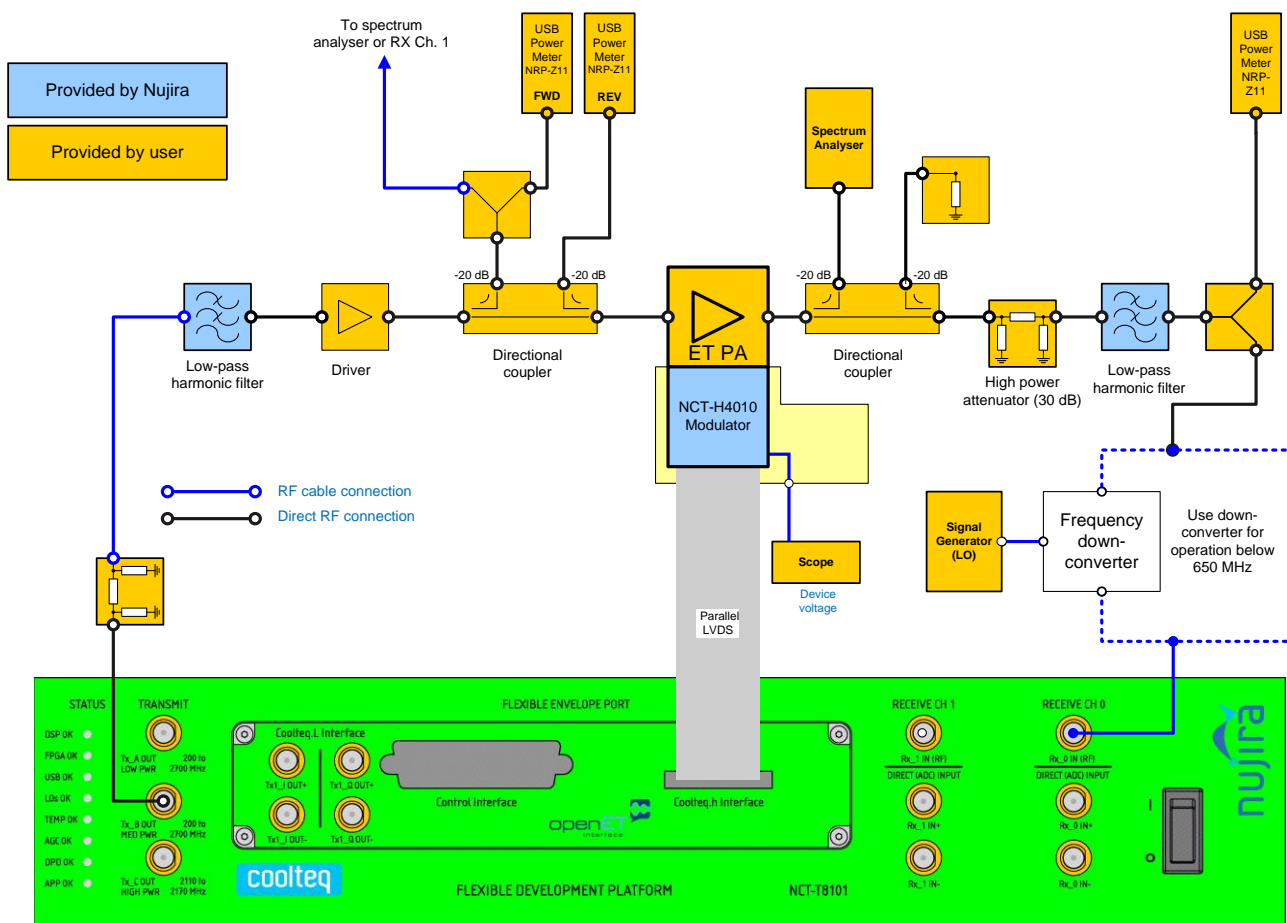 To spectrum
analyser or RX Ch. 1
USB
Power
Meter
NRP-Z11
FWD
USB
Power
Meter
NRP-Z11
REV
USB
Power
Meter
NRP-
Z11
Provided by Nujira
Provided by user
Spectrum
Analyser
-20 dB
-20 dB
-20 dB
-20 dB
Low-pass
harmonic filter
Driver
Directional
coupler
ET PA
NCT-H4010
Modulator
Directional
coupler
High power
attenuator (30 dB)
Low-pass
harmonic filter
RF cable connection
Direct RF connection
Signal
Generator
(LO)
Frequency
down-
converter
Use down-
converter for
operation below
650 MHz
Scope
Device
voltage
Parallel
LVDS
STATUS
DSP OK
FPGA OK
USB OK
LOs OK
TEMP OK
AGC OK
DPD OK
APP OK
TRANSMIT
Tx_A OUT 200 to
LOW PWR 2700 MHz
Tx_B OUT 200 to
MED PWR 2700 MHz
Tx_C OUT 2110 to
HIGH PWR 2170 MHz
FLEXIBLE ENVELOPE PORT
Coolteq.L Interface
Tx1_I OUT+
Tx1_Q OUT+
Tx1_I OUT-
Tx1_Q OUT-
Control Interface
openET
interface
Coolteq.h Interface
coolteq
FLEXIBLE DEVELOPMENT PLATFORM
NCT-T8101
RECEIVE CH 1
Rx_1 IN (RF)
DIRECT (ADC) INPUT
Rx_1 IN+
Rx_1 IN-
RECEIVE CH 0
Rx_0 IN (RF)
DIRECT (ADC) INPUT
Rx_0 IN+
Rx_0 IN-
I
O
nujira